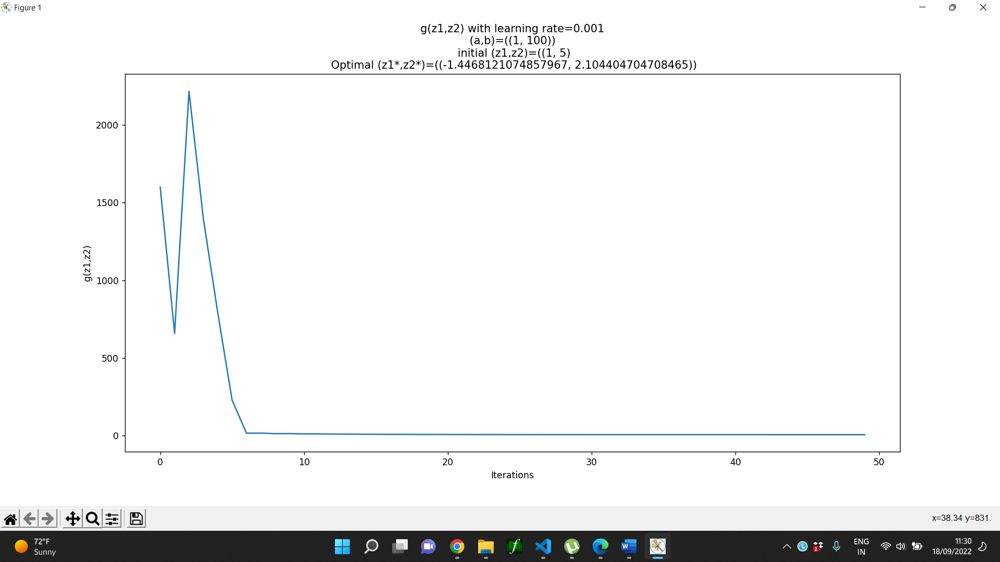 Figure 1
g(z1,z2) with learning rate=0.001
(a,b)=((1, 100))
initial (z1,z2)=((1, 5)
Optimal (z1*,z2*)=((-1.4468121074857967, 2.104404704708465))
2000
1500
1000
500
0
g(z1,z2)
0 10 20 30 40 50
Iterations
x=38.34 y=831.
72°F
Sunny
f
W
L
2
ENG
IN
11:30
18/09/2022